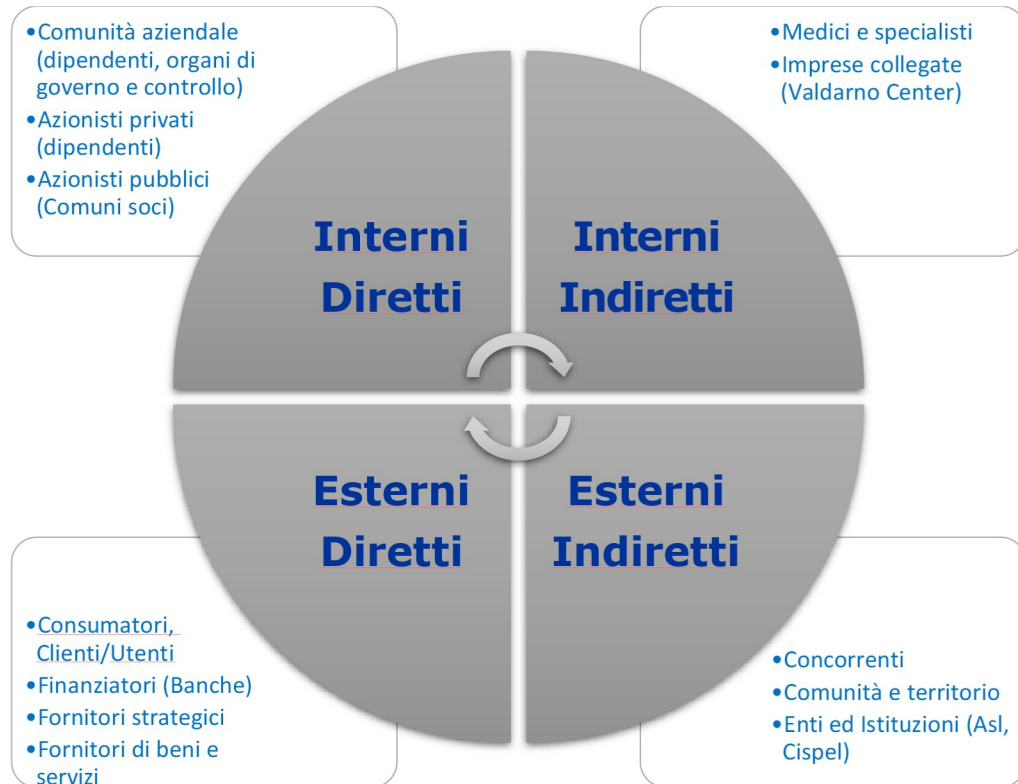 •Comunità aziendale
(dipendenti, organi di
governo e controllo)
•Azionisti privati
(dipendenti)
•Azionisti pubblici
(Comuni soci)
•Medici e specialisti
•Imprese collegate
(Valdarno Center)
Interni
Diretti
Interni
Indiretti
Esterni
Diretti
Esterni
Indiretti
•Consumatori,
Clienti/Utenti
•Finanziatori (Banche)
•Fornitori strategici
•Fornitori di beni e
servizi
•Concorrenti
•Comunità e territorio
•Enti ed Istituzioni (Asl,
Cispel)